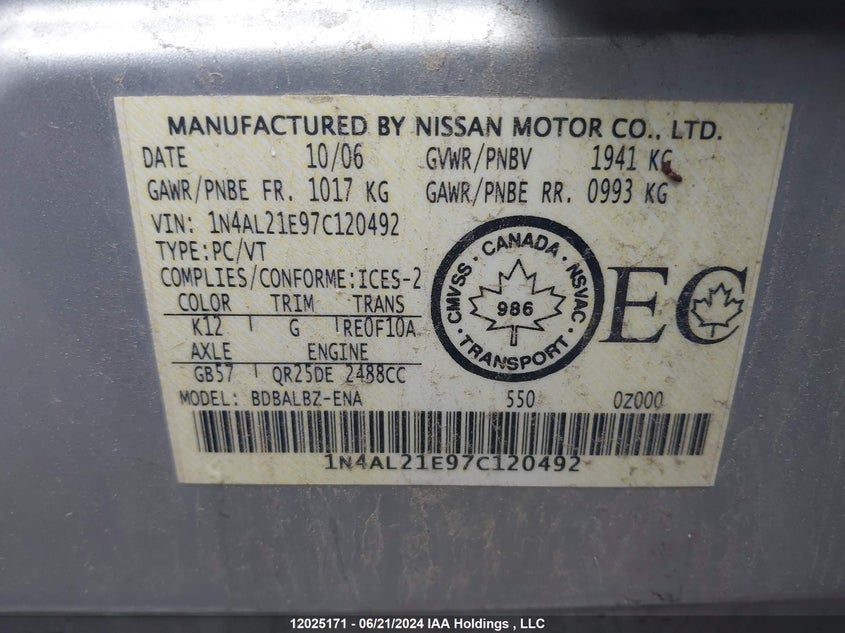 MANUFACTURED BY NISSAN MOTOR CO., LTD.
DATE 10/06 GVWR/PNBV 1941 KG
GAWR/PNBE FR. 1017 KG GAWR/PNBE RR. 0993 KG
VIN: 1N4AL21E97C120492
TYPE:PC/VT
COMPLIES/CONFORME:ICES-2
COLOR TRIM TRANS
K12 G RE0F10A
AXLE ENGINE
GB57 QR25DE 2488CC
CANADA · NSVAC · TRANSPORT · CMVSS ·
986
EC
MODEL: BDBALBZ-ENA 550 0Z000
1N4AL21E97C120492
12025171 - 06/21/2024 IAA Holdings , LLC